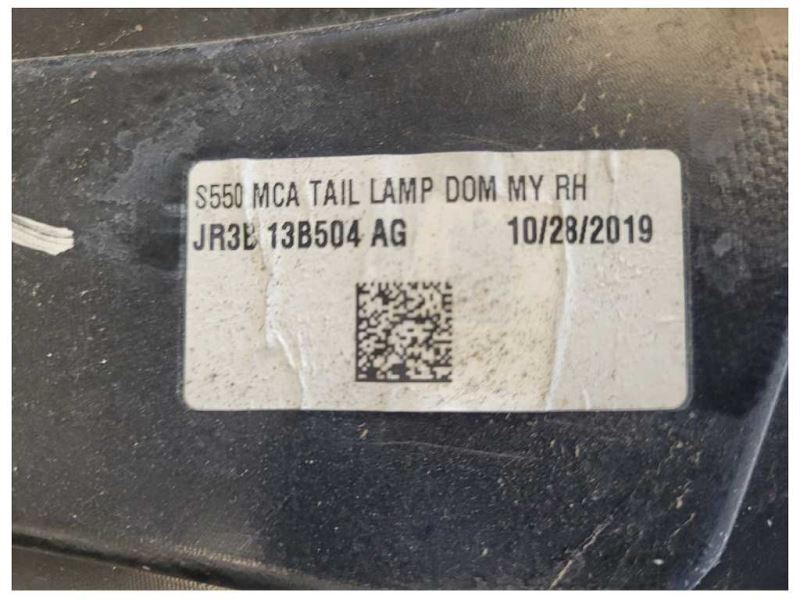 S550 MCA TAIL LAMP DOM MY RH
JR3B 13B504 AG 10/28/2019